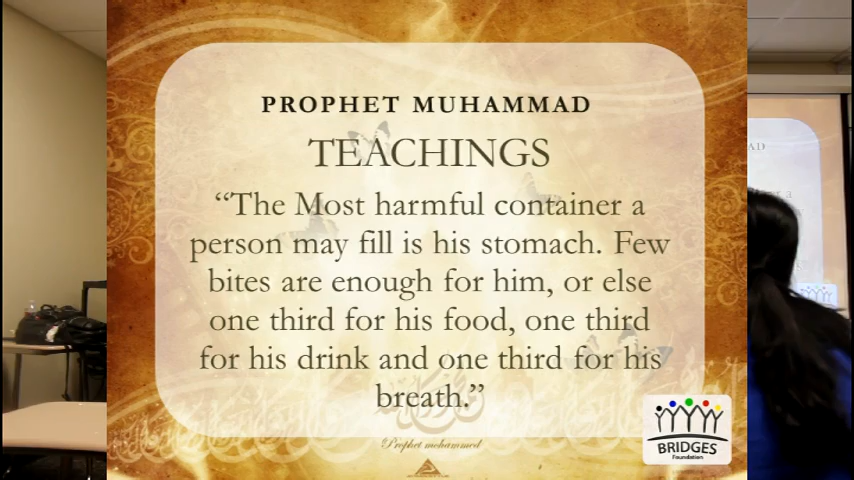 PROPHET MUHAMMAD
TEACHINGS
“The Most harmful container a
person may fill is his stomach. Few
bites are enough for him, or else
one third for his food, one third
for his drink and one third for his
breath.”
Prophet mohammed
BRIDGES
Foundation
AD